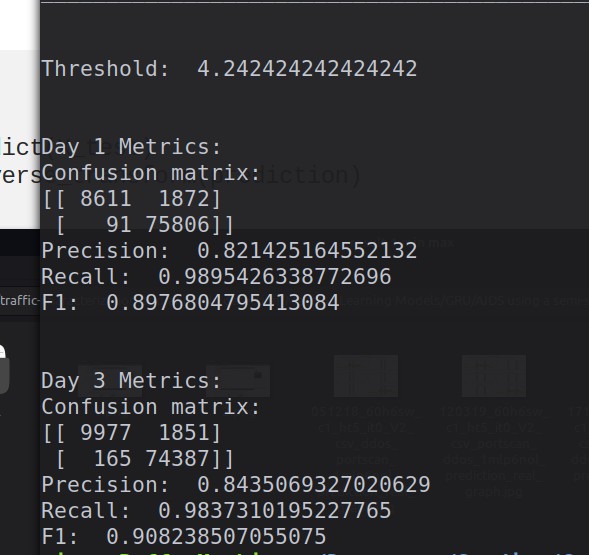 Threshold:  4.242424242424242
Day 1 Metrics:
Confusion matrix:
[[ 8611  1872]
 [   91 75806]]
Precision:  0.821425164552132
Recall:  0.9895426338772696
F1:  0.8976804795413084
traffic-
Day 3 Metrics:
Confusion matrix:
[[ 9977  1851]
 [  165 74387]]
Precision:  0.8435069327020629
Recall:  0.9837310195227765
F1:  0.908238507055075